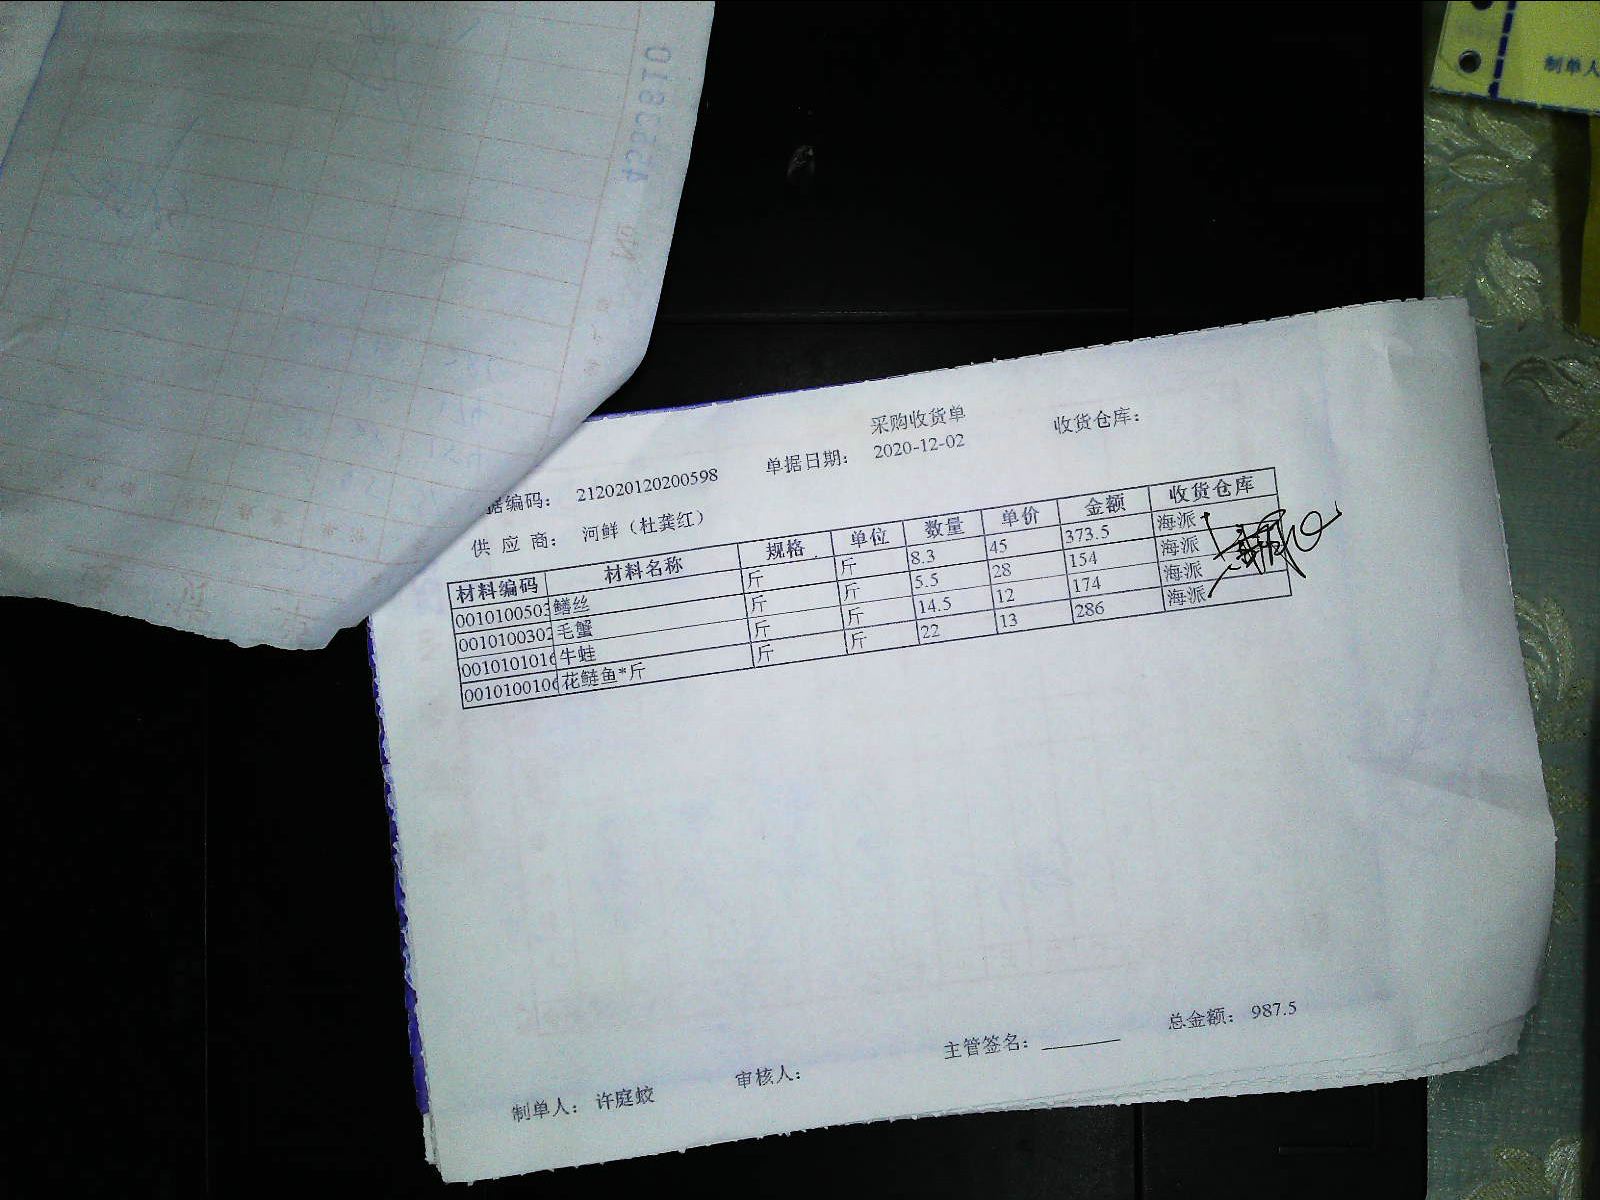 采购收货单
据编码： 212020120200598 单据日期： 2020-12-02 收货仓库：
供 应 商： 河鲜（杜龚红）
材料编码 材料名称 规格 单位 数量 单价 金额 收货仓库
001010050 鳝丝 斤 斤 8.3 45 373.5 海派
0010100302 毛蟹 斤 斤 5.5 28 154 海派
001010101 牛蛙 斤 斤 14.5 12 174 海派
001010010 花鲢鱼*斤 斤 斤 22 13 286 海派
制单人： 许庭蛟 审核人： 主管签名： 总金额： 987.5
制单人